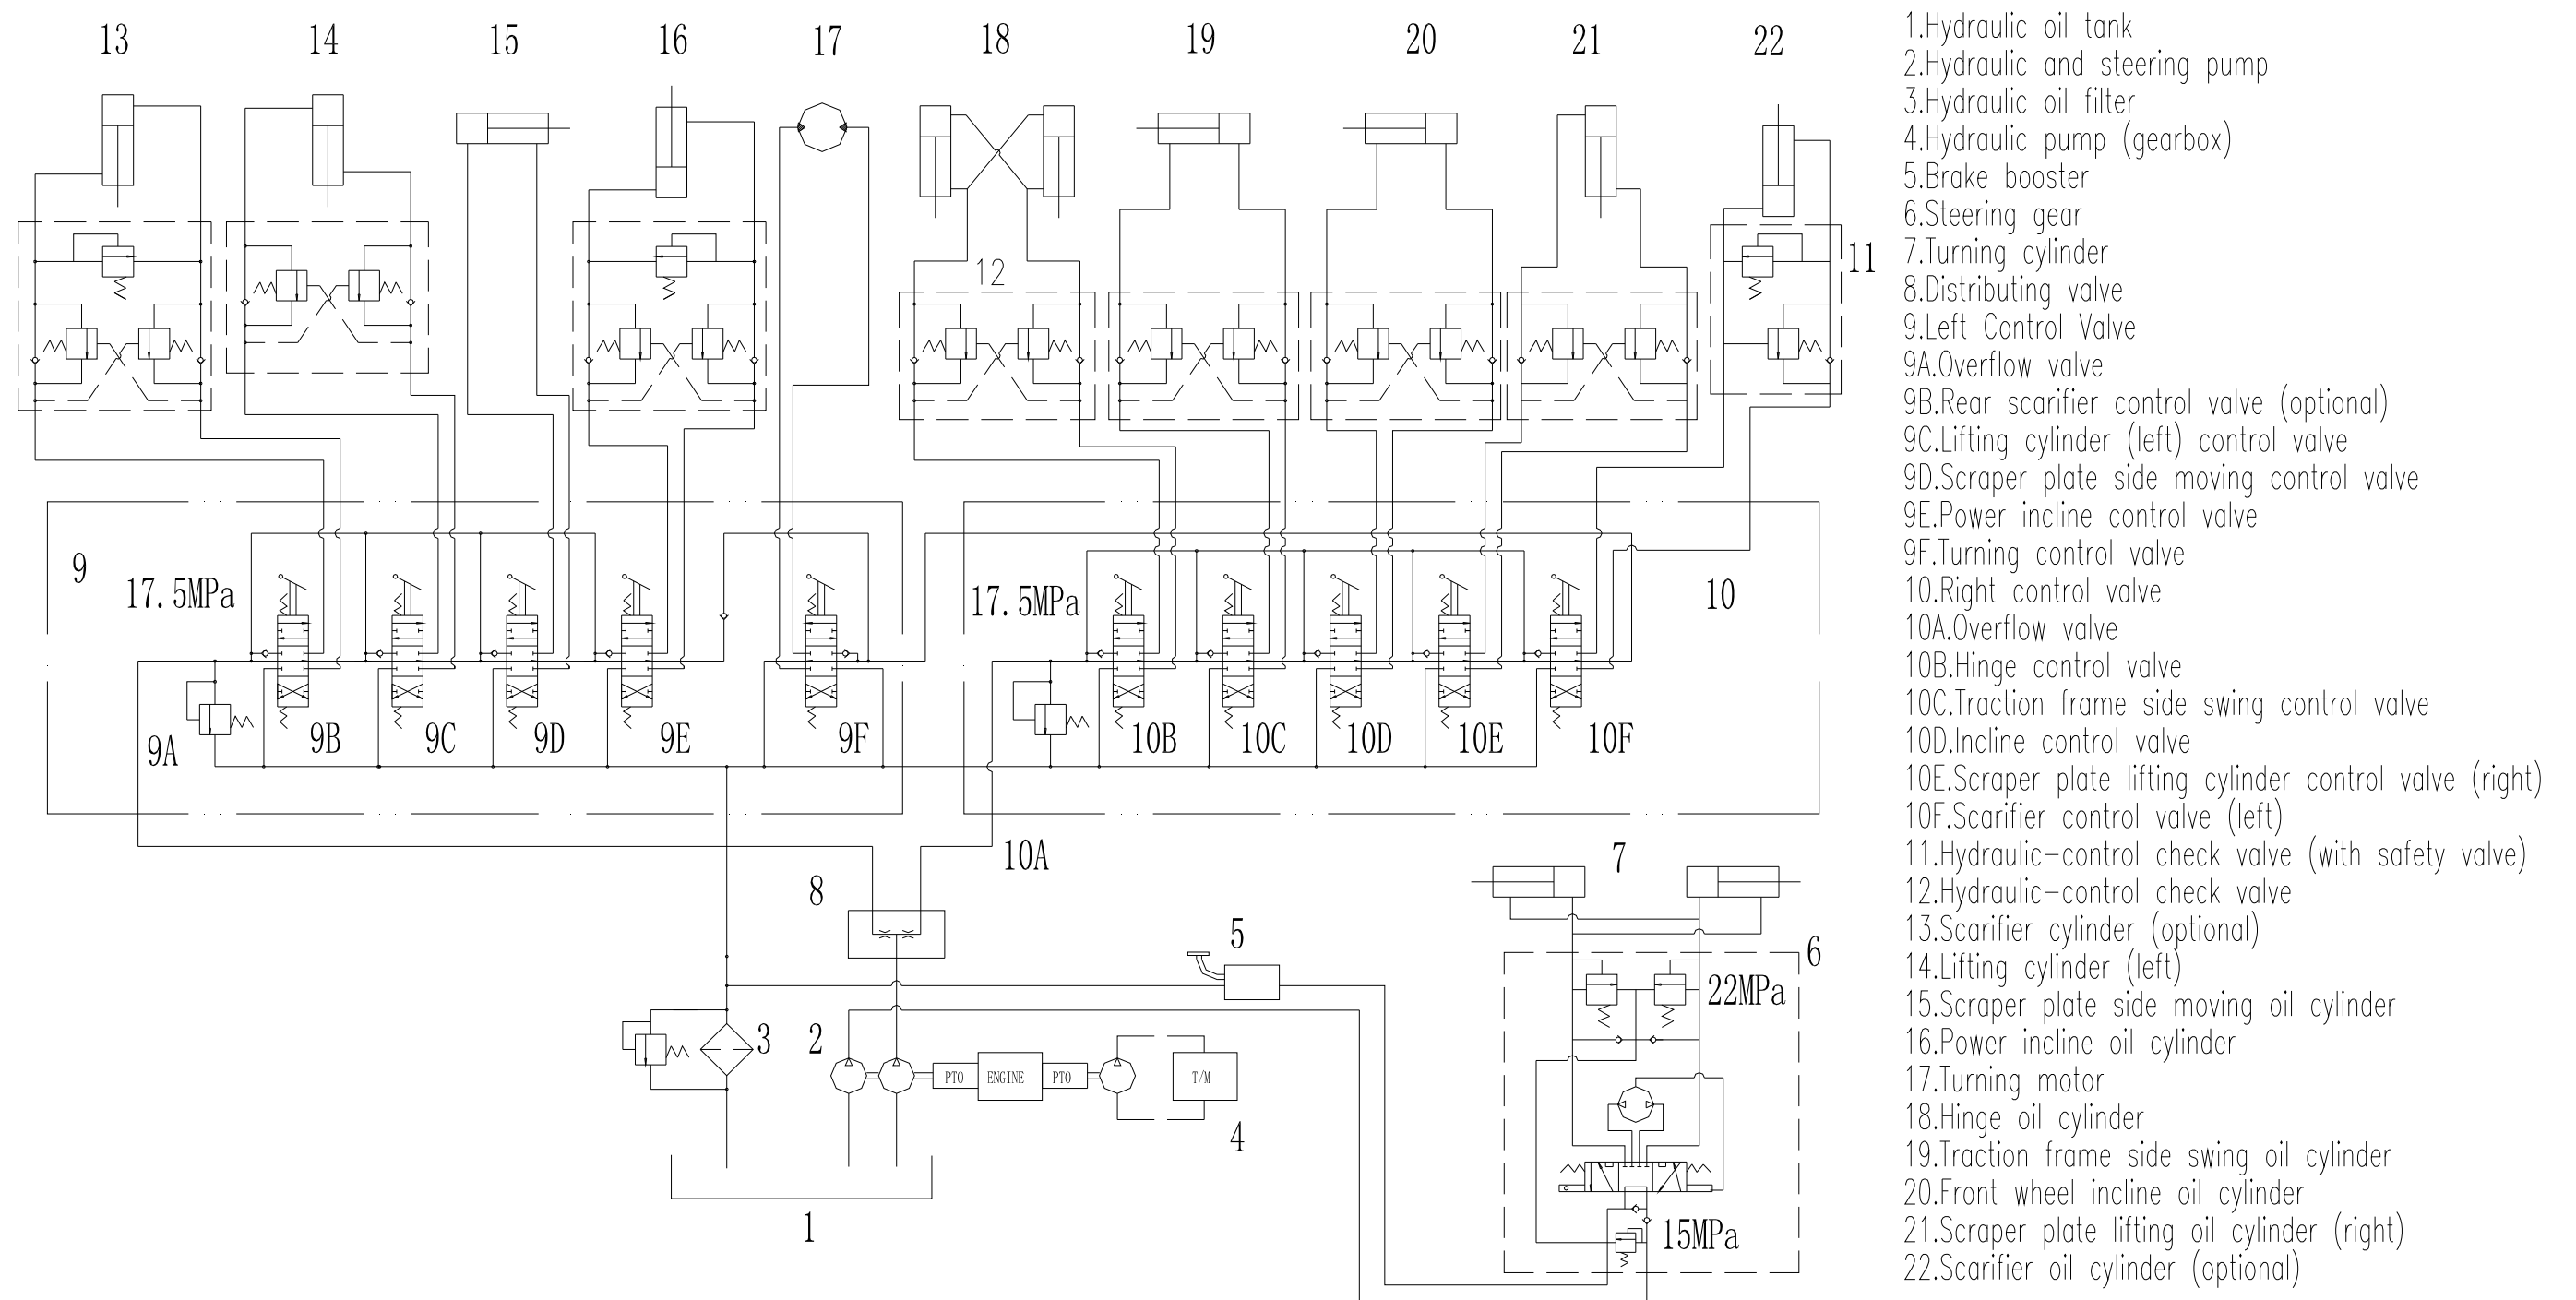 13 14 15 16 17 18 19 20 21 22
12
11
9
17.5MPa
17.5MPa
10
9A
9B
9C
9D
9E
9F
10B
10C
10D
10E
10F
10A
8
7
5
6
22MPa
3
2
PTO
ENGINE
PTO
T/M
4
1
15MPa
1.Hydraulic oil tank
2.Hydraulic and steering pump
3.Hydraulic oil filter
4.Hydraulic pump (gearbox)
5.Brake booster
6.Steering gear
7.Turning cylinder
8.Distributing valve
9.Left Control Valve
9A.Overflow valve
9B.Rear scarifier control valve (optional)
9C.Lifting cylinder (left) control valve
9D.Scraper plate side moving control valve
9E.Power incline control valve
9F.Turning control valve
10.Right control valve
10A.Overflow valve
10B.Hinge control valve
10C.Traction frame side swing control valve
10D.Incline control valve
10E.Scraper plate lifting cylinder control valve (right)
10F.Scarifier control valve (left)
11.Hydraulic-control check valve (with safety valve)
12.Hydraulic-control check valve
13.Scarifier cylinder (optional)
14.Lifting cylinder (left)
15.Scraper plate side moving oil cylinder
16.Power incline oil cylinder
17.Turning motor
18.Hinge oil cylinder
19.Traction frame side swing oil cylinder
20.Front wheel incline oil cylinder
21.Scraper plate lifting oil cylinder (right)
22.Scarifier oil cylinder (optional)